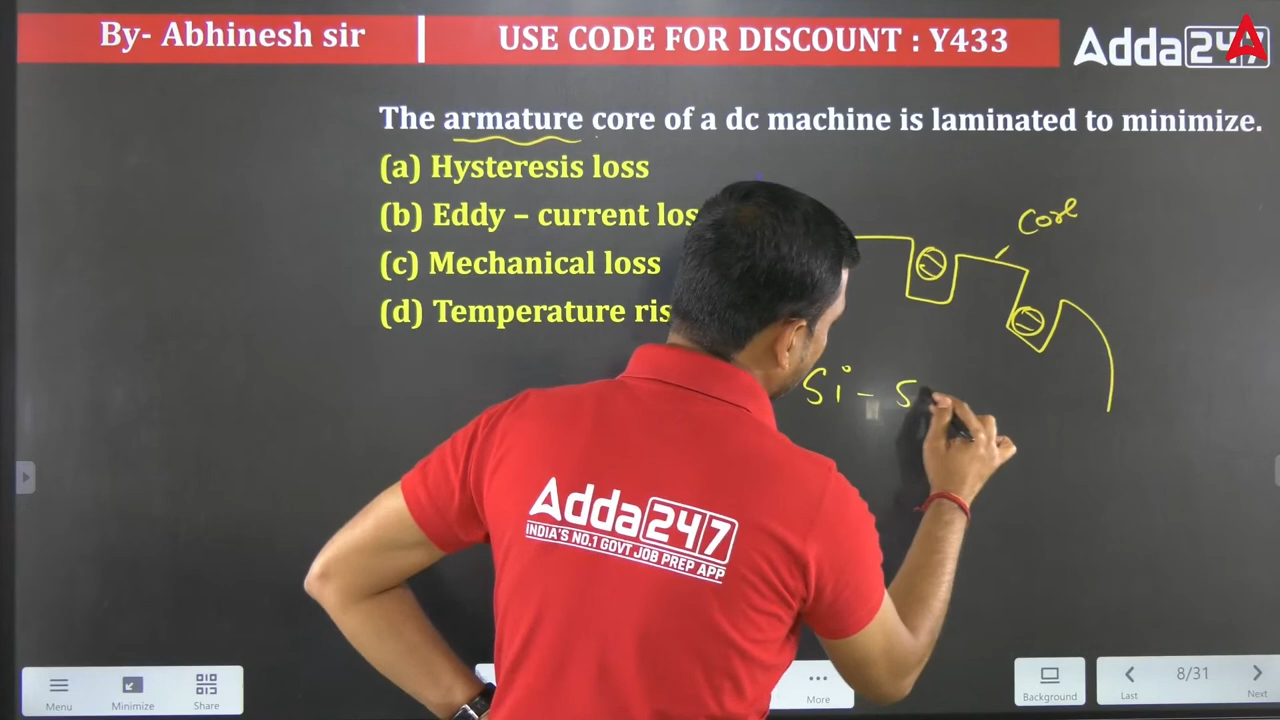 By- Abhinesh sir
USE CODE FOR DISCOUNT : Y433
Adda247
The armature core of a dc machine is laminated to minimize.
(a) Hysteresis loss
(b) Eddy – current los
(c) Mechanical loss
(d) Temperature ris
Core
Si - S
Adda247
INDIA'S NO.1 GOVT JOB PREP APP
Menu
Minimize
Share
More
Background
Last
8/31
Next